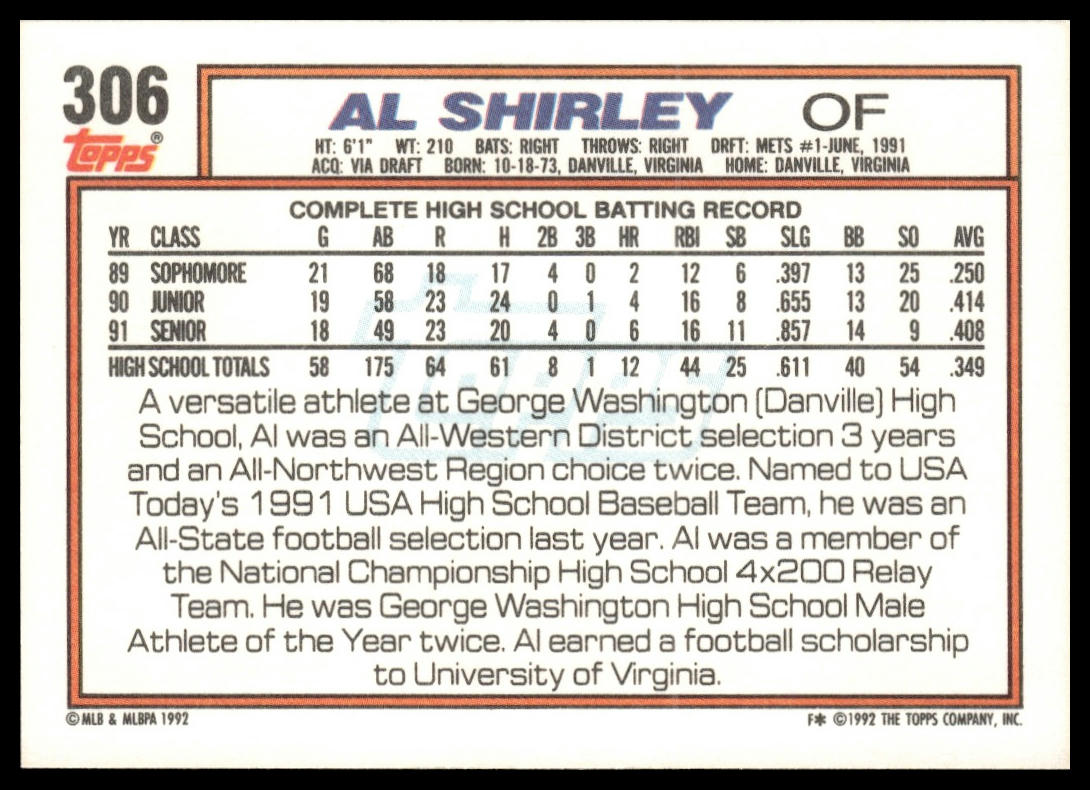 306
Topps®
AL SHIRLEY OF
HT: 6'1" WT: 210 BATS: RIGHT THROWS: RIGHT DRFT: METS #1-JUNE, 1991
ACQ: VIA DRAFT BORN: 10-18-73, DANVILLE, VIRGINIA HOME: DANVILLE, VIRGINIA
COMPLETE HIGH SCHOOL BATTING RECORD
YR CLASS G AB R H 2B 3B HR RBI SB SLG BB SO AVG
89 SOPHOMORE 21 68 18 17 4 0 2 12 6 .397 13 25 .250
90 JUNIOR 19 58 23 24 0 1 4 16 8 .655 13 20 .414
91 SENIOR 18 49 23 20 4 0 6 16 11 .857 14 9 .408
HIGH SCHOOL TOTALS 58 175 64 61 8 1 12 44 25 .611 40 54 .349
A versatile athlete at George Washington (Danville) High
School, Al was an All-Western District selection 3 years
and an All-Northwest Region choice twice. Named to USA
Today's 1991 USA High School Baseball Team, he was an
All-State football selection last year. Al was a member of
the National Championship High School 4x200 Relay
Team. He was George Washington High School Male
Athlete of the Year twice. Al earned a football scholarship
to University of Virginia.
©MLB & MLBPA 1992 F* ©1992 THE TOPPS COMPANY, INC.